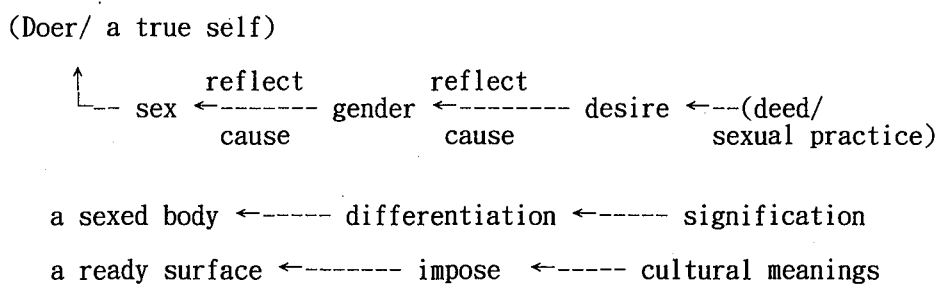 (Doer/ a true self)
reflect reflect
sex ←------- gender ←-------- desire ←--(deed/
cause cause sexual practice)
a sexed body ←----- differentiation ←----- signification
a ready surface ←------- impose ←----- cultural meanings